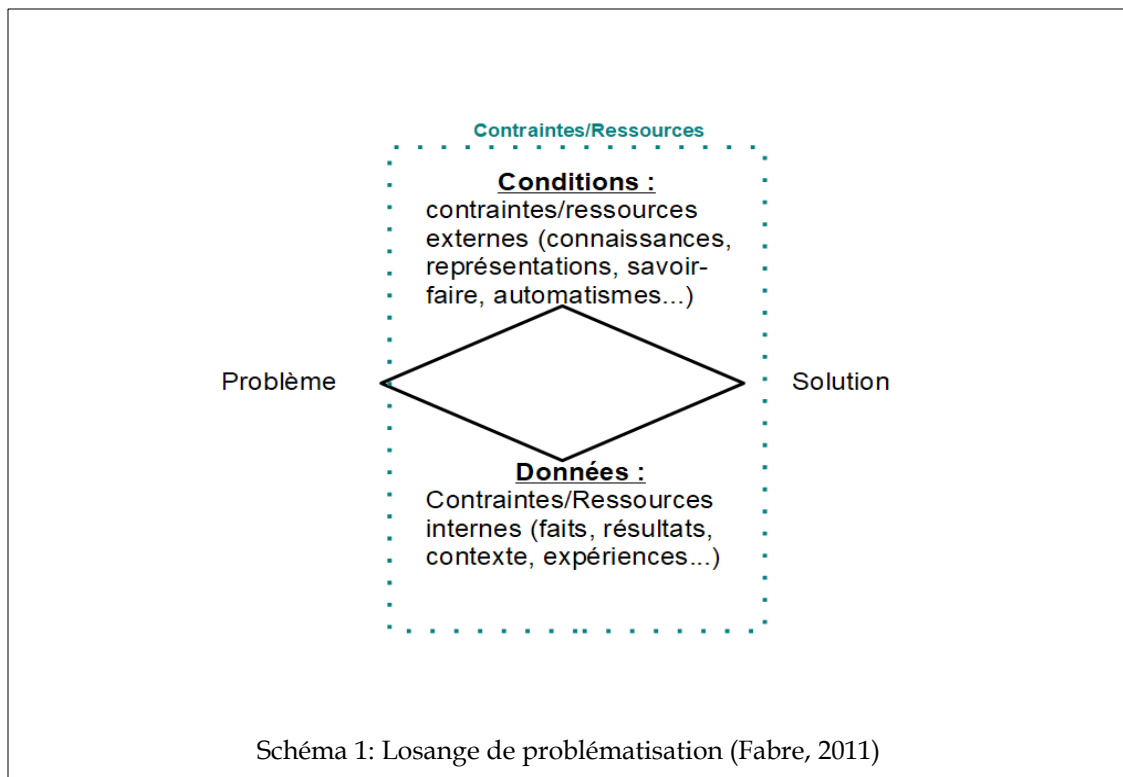 Contraintes/Ressources
Conditions :
contraintes/ressources
externes (connaissances,
représentations, savoir-
faire, automatismes...)
Problème
Solution
Données :
Contraintes/Ressources
internes (faits, résultats,
contexte, expériences...)
Schéma 1: Losange de problématisation (Fabre, 2011)